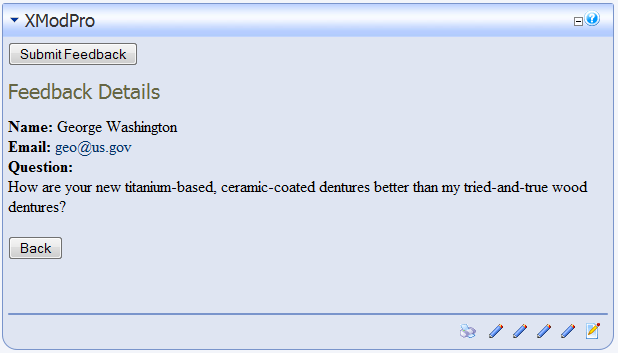 XModPro
Submit Feedback
Feedback Details
Name: George Washington
Email: geo@us.gov
Question:
How are your new titanium-based, ceramic-coated dentures better than my tried-and-true wood
dentures?
Back